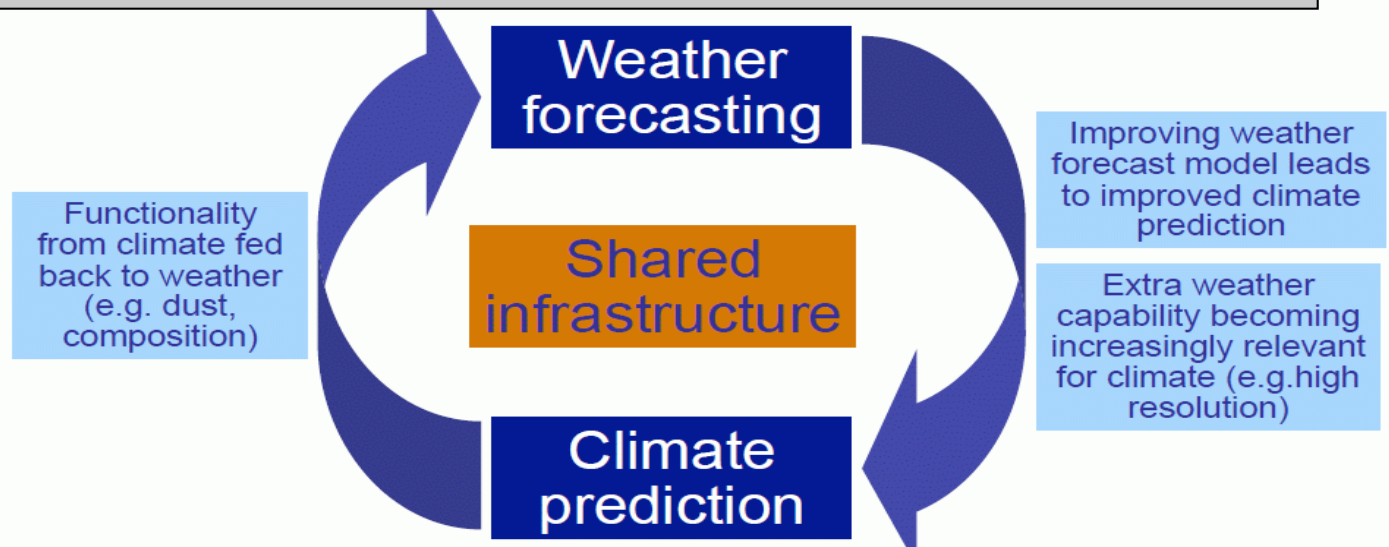 Weather
forecasting
Improving weather
forecast model leads
to improved climate
prediction
Functionality
from climate fed
back to weather
(e.g. dust,
composition)
Shared
infrastructure
Extra weather
capability becoming
increasingly relevant
for climate (e.g.high
resolution)
Climate
prediction